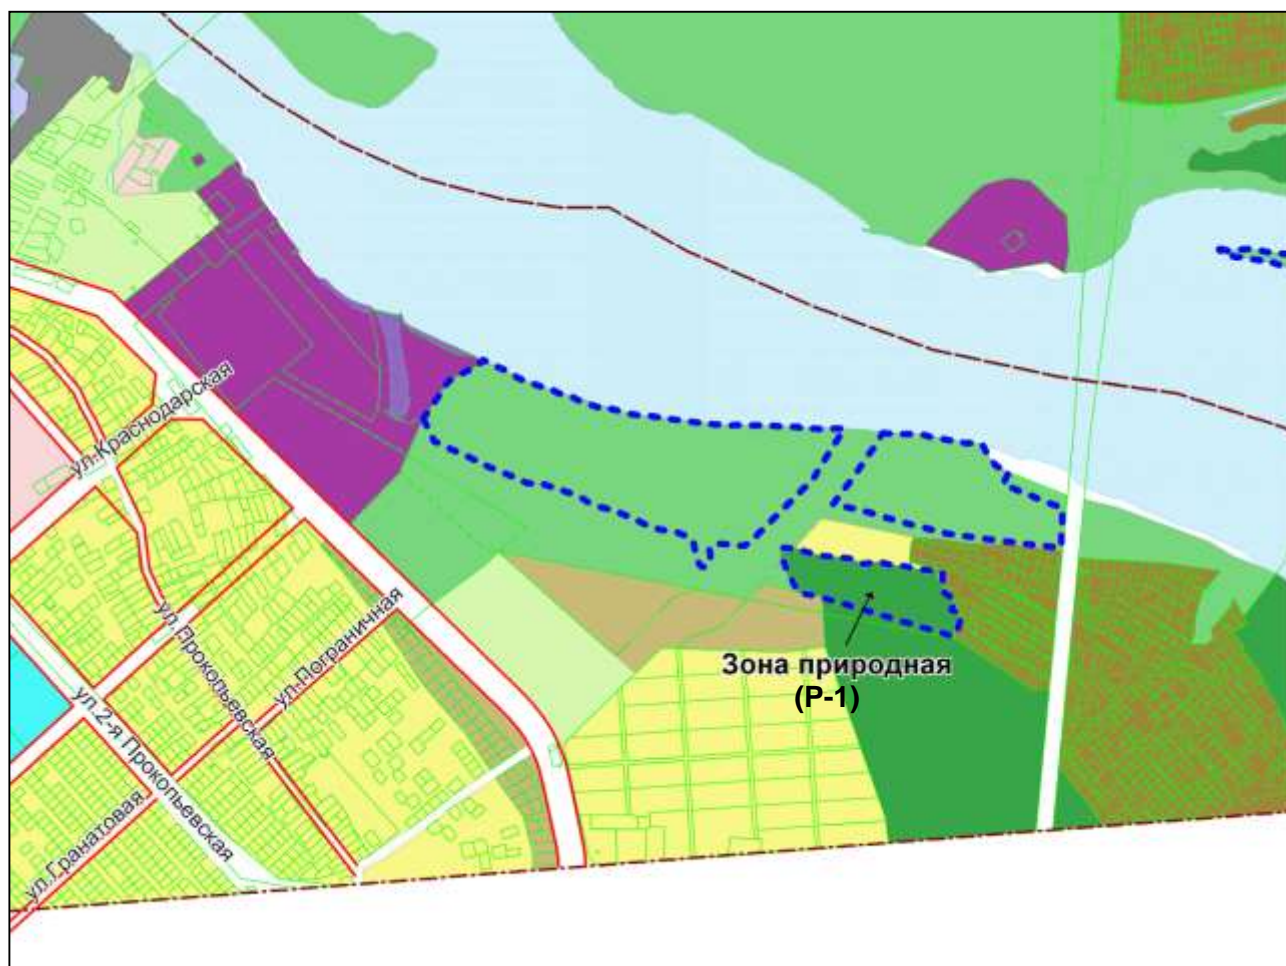 ул.Краснодарская
ул.Прокопьевская
ул.Пограничная
Зона природная
(Р-1)
ул.2-я Прокопьевская
ул.Гранатовая